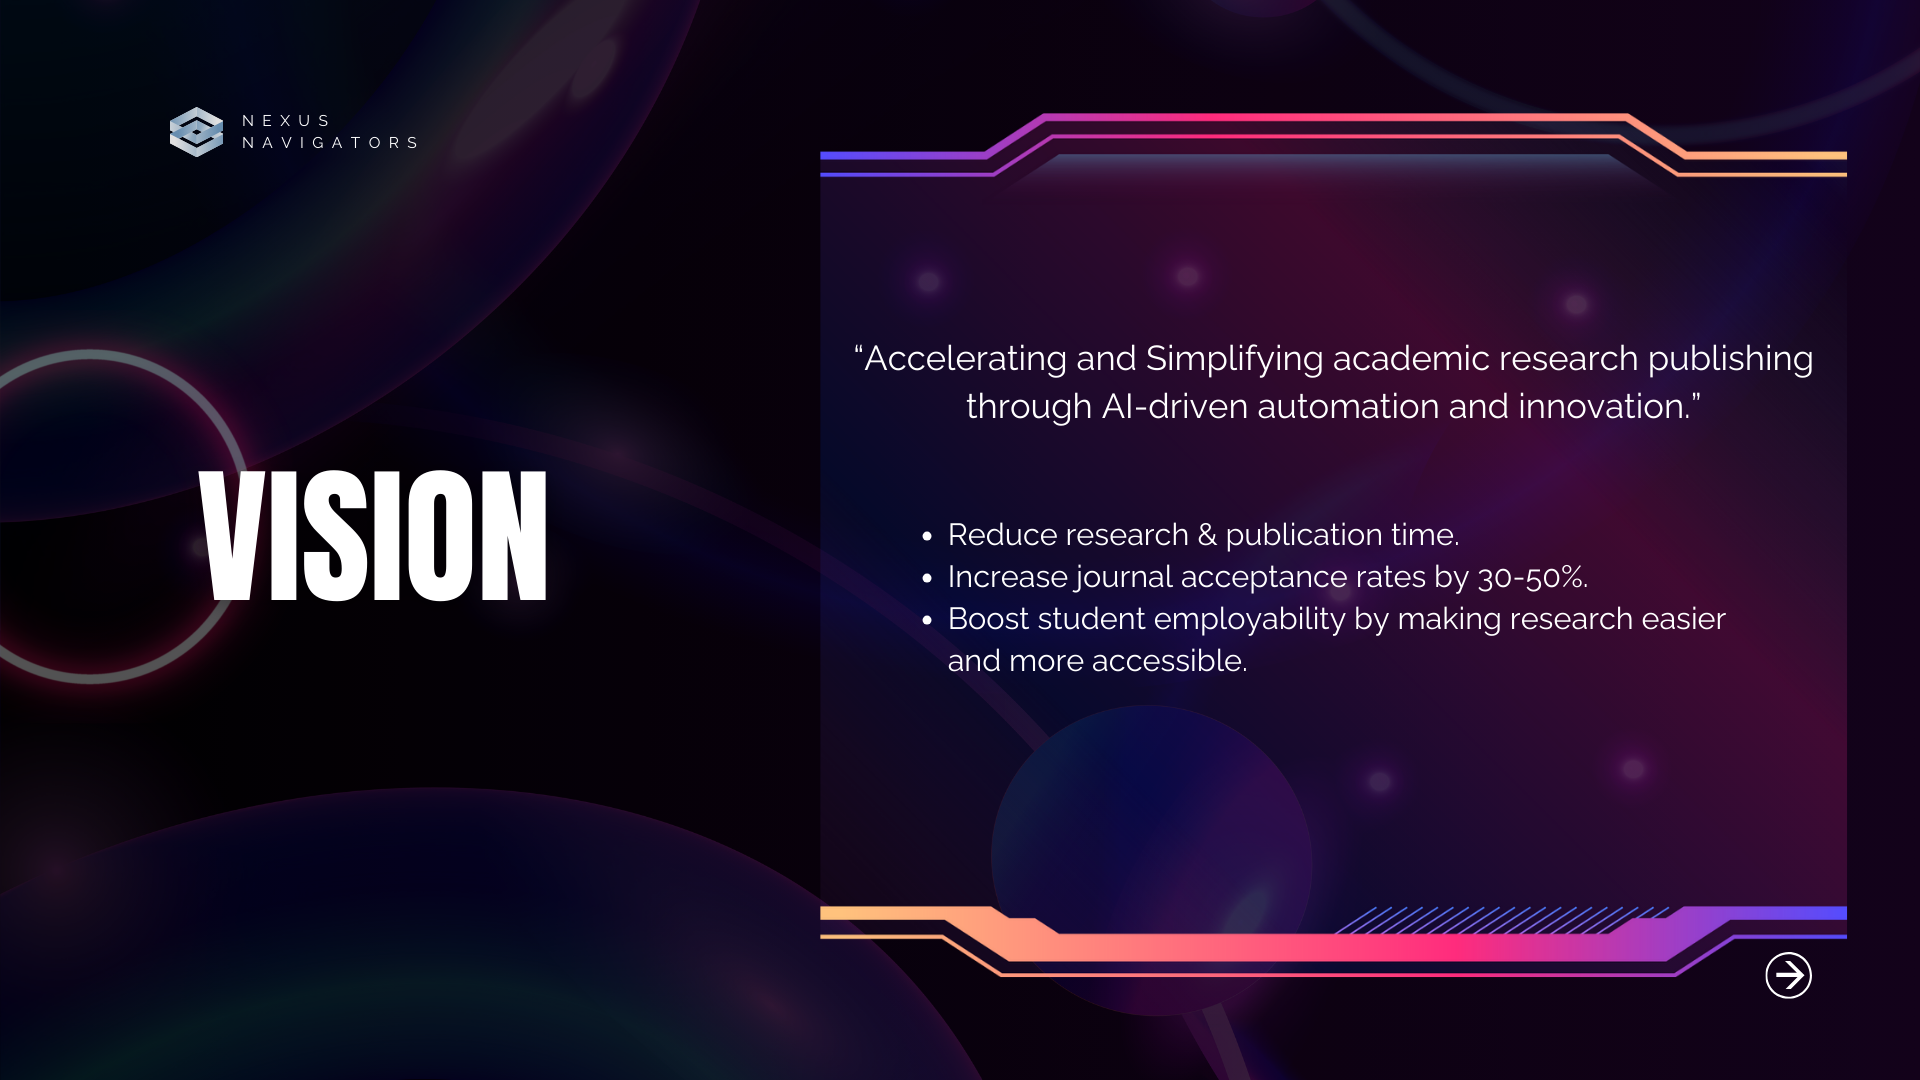 NEXUS
NAVIGATORS
VISION
“Accelerating and Simplifying academic research publishing
through AI-driven automation and innovation.”
• Reduce research & publication time.
• Increase journal acceptance rates by 30-50%.
• Boost student employability by making research easier
and more accessible.